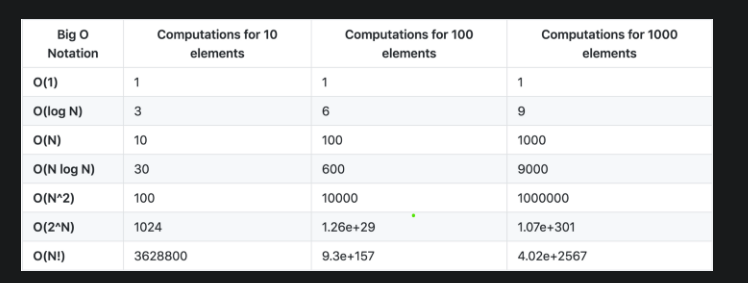 Big O Notation | Computations for 10 elements | Computations for 100 elements | Computations for 1000 elements
O(1) 1 1 1
O(log N) 3 6 9
O(N) 10 100 1000
O(N log N) 30 600 9000
O(N^2) 100 10000 1000000
O(2^N) 1024 1.26e+29 1.07e+301
O(N!) 3628800 9.3e+157 4.02e+2567